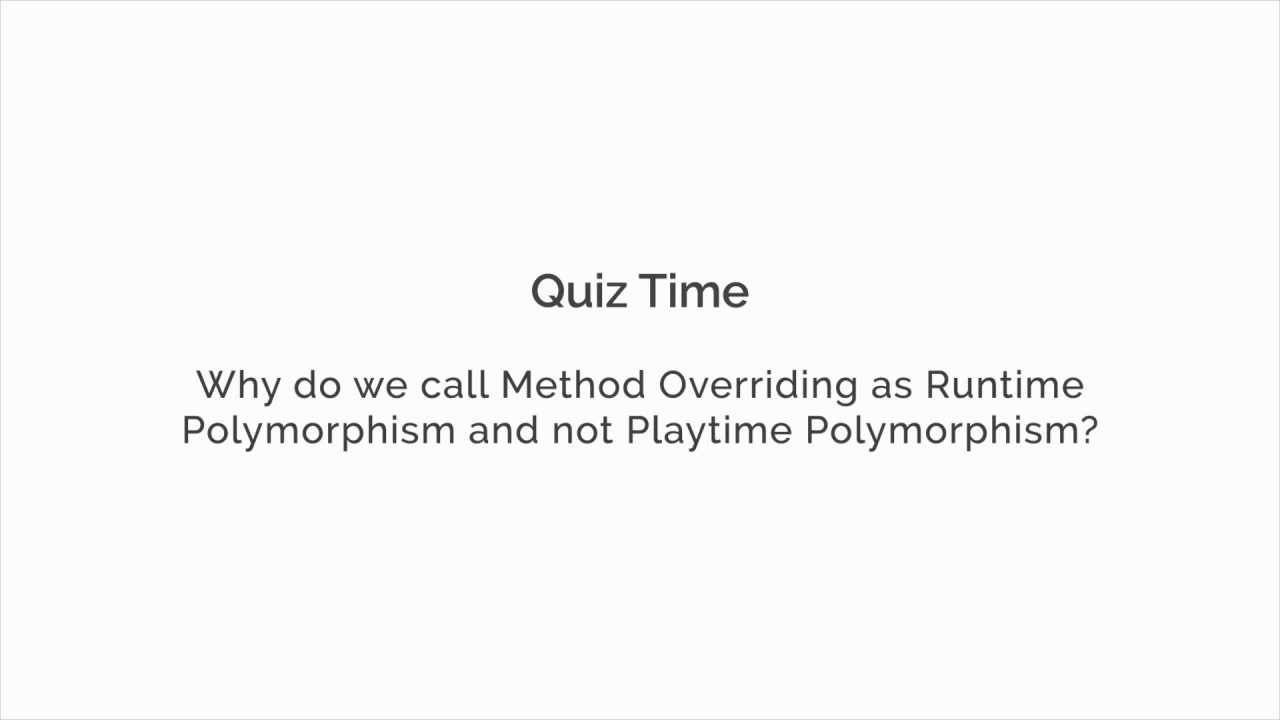 Quiz Time
Why do we call Method Overriding as Runtime
Polymorphism and not Playtime Polymorphism?